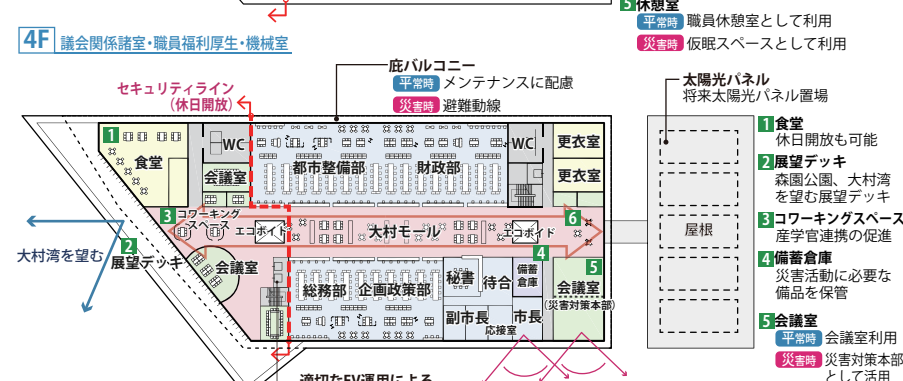 5 休憩室
平常時 職員休憩室として利用
災害時 仮眠スペースとして利用
4F 議会関係諸室・職員福利厚生・機械室
庇バルコニー
平常時 メンテナンスに配慮
災害時 避難動線
セキュリティライン
（休日開放）
太陽光パネル
将来太陽光パネル置場
1
食堂
WC
会議室
都市整備部
財政部
WC
更衣室
更衣室
3
コワーキング
スペース
エコボイド
大村モール
エコボイド
6
4
屋根
大村湾を望む
2
展望デッキ
会議室
総務部
企画政策部
秘書
待合
備蓄
倉庫
副市長
応接室
市長
5
会議室
（災害対策本部）
1 食堂
休日開放も可能
2 展望デッキ
森園公園、大村湾
を望む展望デッキ
3 コワーキングスペース
産学官連携の促進
4 備蓄倉庫
災害活動に必要な
備品を保管
5 会議室
平常時 会議室利用
災害時 災害対策本部
として活用
適切なEV運用による